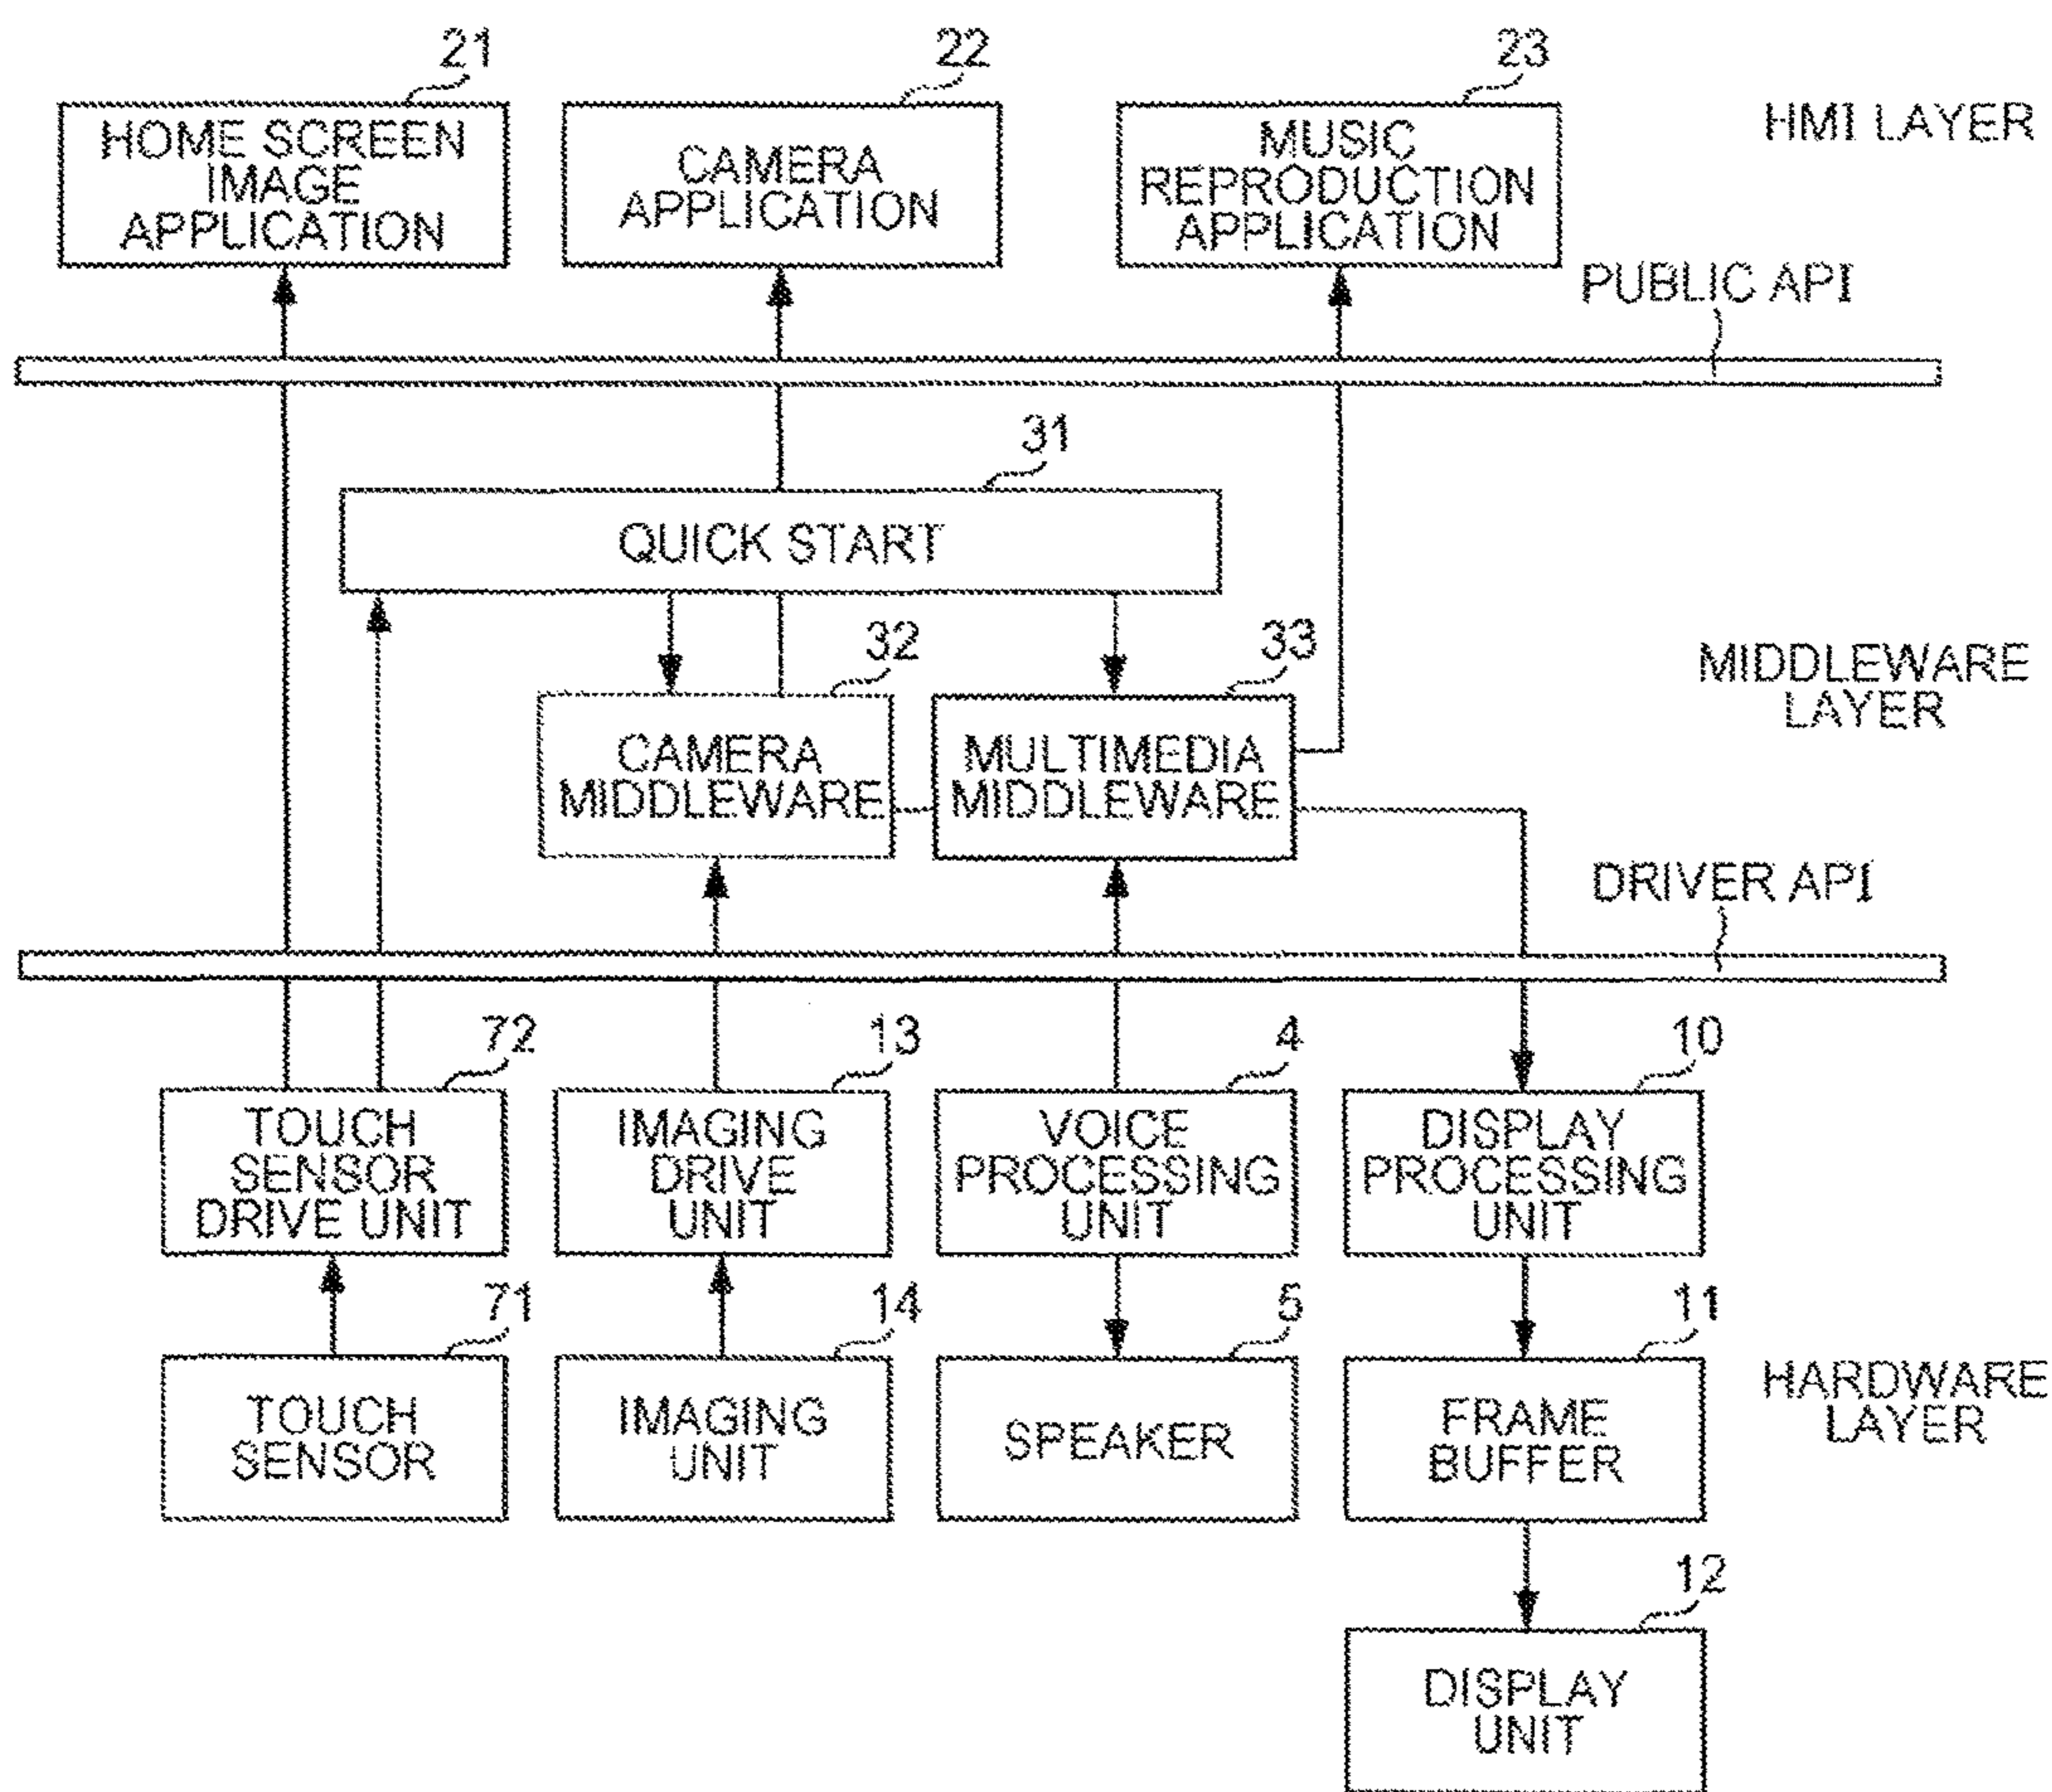 21
22
23
HOME SCREEN
IMAGE
APPLICATION
CAMERA
APPLICATION
MUSIC
REPRODUCTION
APPLICATION
HMI LAYER
PUBLIC API
31
QUICK START
32
33
CAMERA
MIDDLEWARE
MULTIMEDIA
MIDDLEWARE
MIDDLEWARE
LAYER
DRIVER API
72
13
4
10
TOUCH
SENSOR
DRIVE UNIT
IMAGING
DRIVE
UNIT
VOICE
PROCESSING
UNIT
DISPLAY
PROCESSING
UNIT
71
14
5
11
TOUCH
SENSOR
IMAGING
UNIT
SPEAKER
FRAME
BUFFER
HARDWARE
LAYER
12
DISPLAY
UNIT